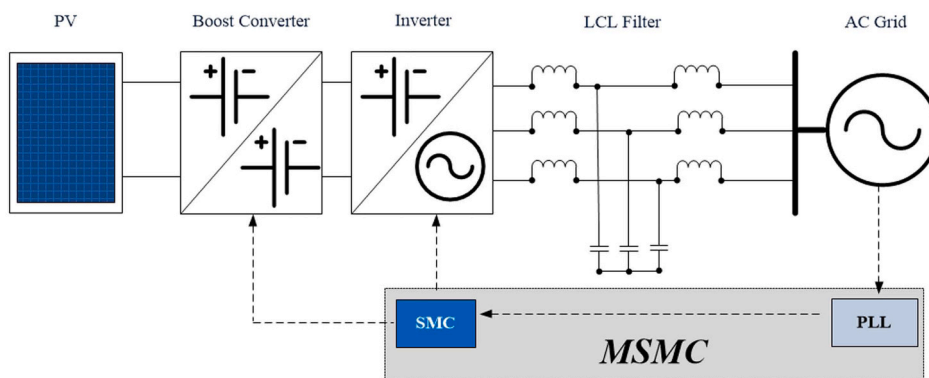 PV
Boost Converter
Inverter
LCL Filter
AC Grid
+ -
+ -
+ -
SMC
PLL
MSMC